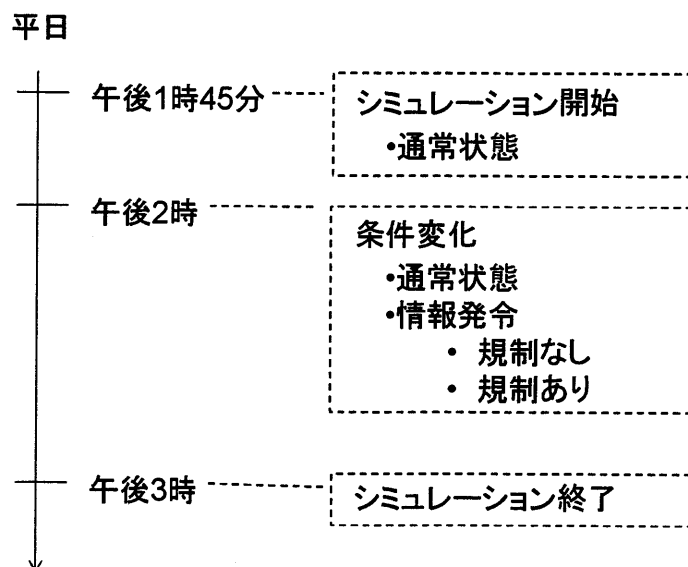 平日
午後1時45分
シミュレーション開始
•通常状態
午後2時
条件変化
•通常状態
•情報発令
• 規制なし
• 規制あり
午後3時
シミュレーション終了